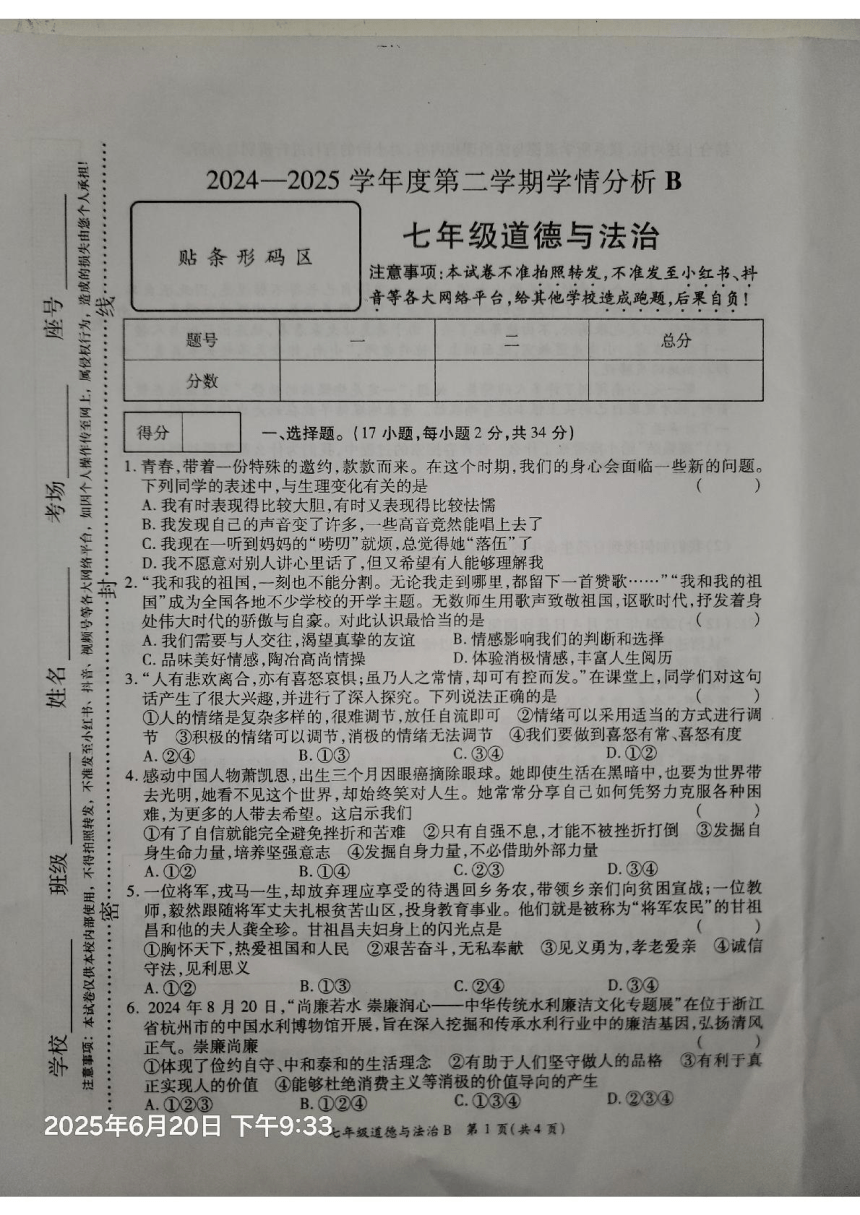 2024—2025 学年度第二学期学情分析 B
贴条形码区
七年级道德与法治
注意事项:本试卷不准拍照转发,不准发至小红书、抖
音等各大网络平台,给其他学校造成跑题,后果自负!
题号 一 二 总分
分数
得分
一、选择题。(17 小题,每小题 2 分,共 34 分)
1. 青春,带着一份特殊的邀约,款款而来。在这个时期,我们的身心会面临一些新的问题。
下列同学的表述中,与生理变化有关的是 ( )
A. 我有时表现得比较大胆,有时又表现得比较怯懦
B. 我发现自己的声音变了许多,一些高音竟然能唱上去了
C. 我现在一听到妈妈的“唠叨”就烦,总觉得她“落伍”了
D. 我不愿意对别人讲心里话了,但又希望有人能够理解我
2. “我和我的祖国,一刻也不能分割。无论我走到哪里,都留下一首赞歌……”“我和我的祖
国”成为全国各地不少学校的开学主题。无数师生用歌声致敬祖国,讴歌时代,抒发着身
处伟大时代的骄傲与自豪。对此认识最恰当的是 ( )
A. 我们需要与人交往,渴望真挚的友谊 B. 情感影响我们的判断和选择
C. 品味美好情感,陶冶高尚情操 D. 体验消极情感,丰富人生阅历
3. “人有悲欢离合,亦有喜怒哀惧;虽乃人之常情,却可有控而发。”在课堂上,同学们对这句
话产生了很大兴趣,并进行了深入探究。下列说法正确的是 ( )
①人的情绪是复杂多样的,很难调节,放任自流即可 ②情绪可以采用适当的方式进行调
节 ③积极的情绪可以调节,消极的情绪无法调节 ④我们要做到喜怒有常、喜怒有度
A. ②④ B. ①③ C. ③④ D. ①②
4. 感动中国人物萧凯恩,出生三个月因眼癌摘除眼球。她即使生活在黑暗中,也要为世界带
去光明,她看不见这个世界,却始终笑对人生。她常常分享自己如何凭努力克服各种困
难,为更多的人带去希望。这启示我们 ( )
①有了自信就能完全避免挫折和苦难 ②只有自强不息,才能不被挫折打倒 ③发掘自
身生命力量,培养坚强意志 ④发掘自身力量,不必借助外部力量
A. ①② B. ①④ C. ②③ D. ③④
5. 一位将军,戎马一生,却放弃理应享受的待遇回乡务农,带领乡亲们向贫困宣战;一位教
师,毅然跟随将军丈夫扎根贫苦山区,投身教育事业。他们就是被称为“将军农民”的甘祖
昌和他的夫人龚全珍。甘祖昌夫妇身上的闪光点是 ( )
①胸怀天下,热爱祖国和人民 ②艰苦奋斗,无私奉献 ③见义勇为,孝老爱亲 ④诚信
守法,见利思义
A. ①② B. ①③ C. ②④ D. ③④
6. 2024 年 8 月 20 日,“尚廉若水 崇廉润心——中华传统水利廉洁文化专题展”在位于浙江
省杭州市的中国水利博物馆开展,旨在深入挖掘和传承水利行业中的廉洁基因,弘扬清风
正气。崇廉尚廉 ( )
①体现了俭约自守、中和泰和的生活理念 ②有助于人们坚守做人的品格 ③有利于真
正实现人的价值 ④能够杜绝消费主义等消极的价值导向的产生
A. ①②③ B. ①②④ C. ①③④ D. ②③④
七年级道德与法治 B 第 1 页(共 4 页)
2025年6月20日 下午9:33
学校 班级 姓名 考场 座号
注意事项:本试卷仅供本校内部使用,不得拍照转发,不准发至小红书、抖音、视频号等各大网络平台,如因个人操作传至网上,属侵权行为,造成的损失由您个人承担!
密 封 线